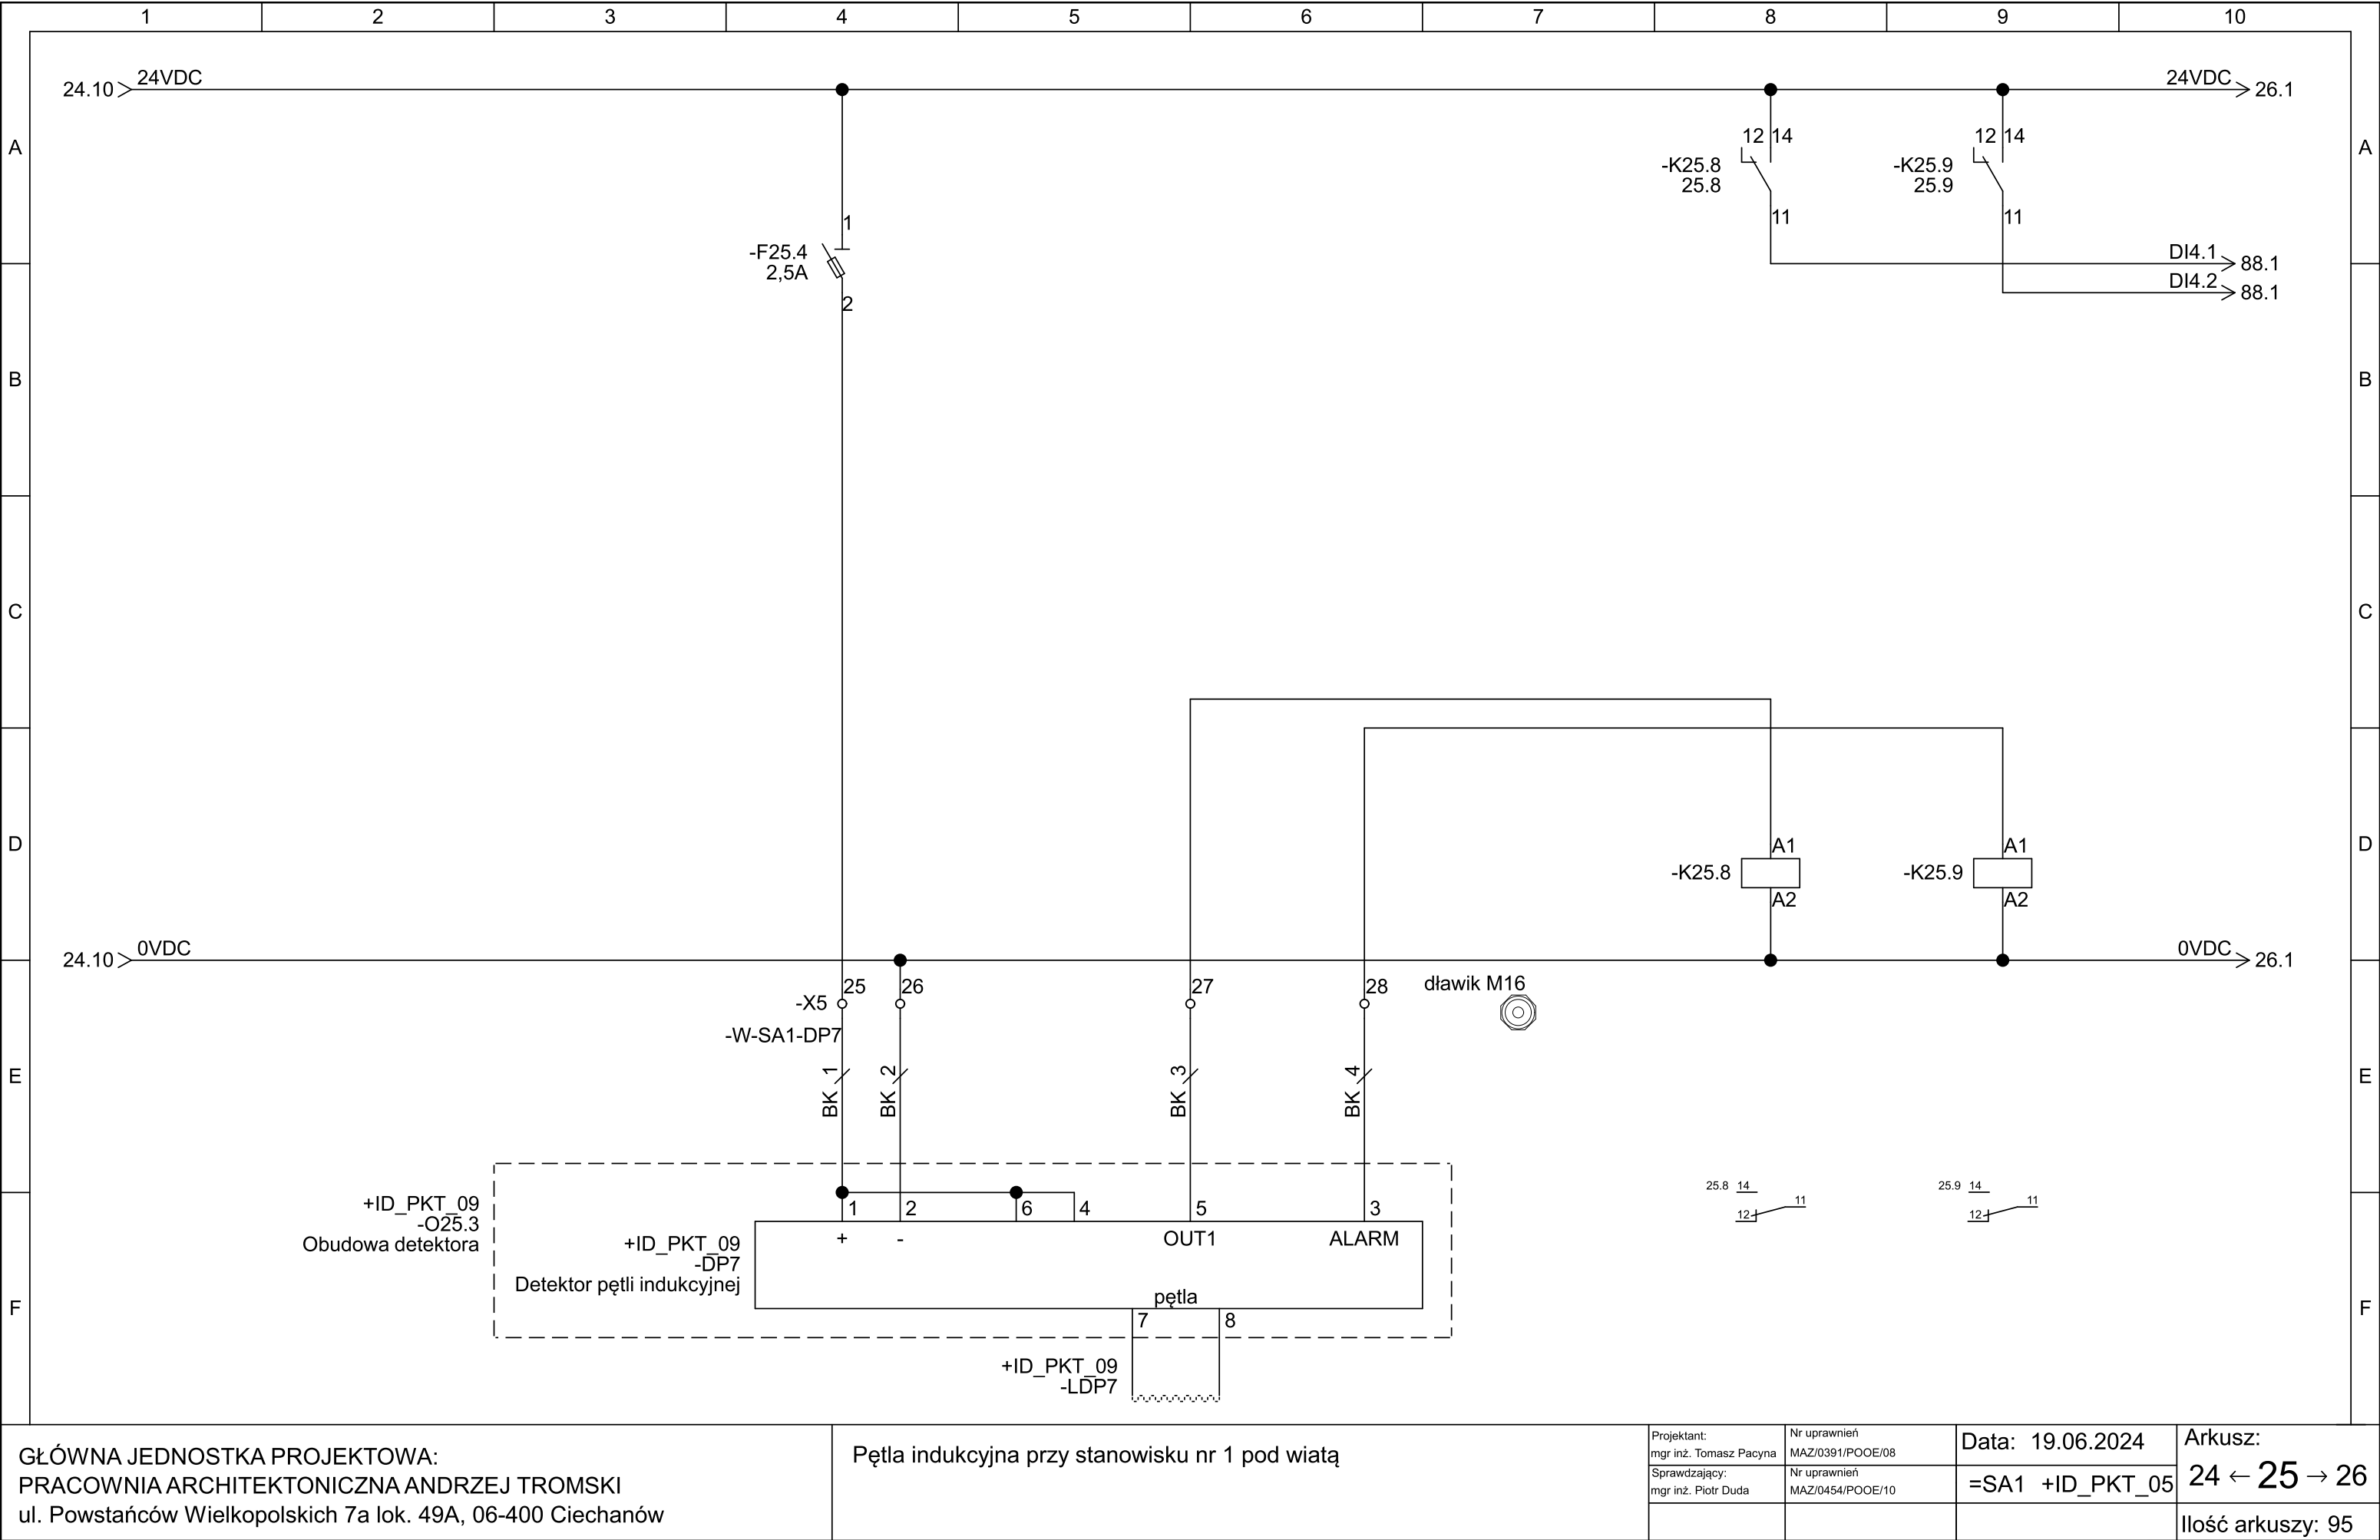 1 2 3 4 5 6 7 8 9 10
24.10 24VDC 24VDC 26.1
A A
12 14 12 14
-K25.8 -K25.9
25.8 25.9
11 11
1
-F25.4
2,5A
2
DI4.1 88.1
DI4.2 88.1
B B
C C
D D
A1 A1
-K25.8 -K25.9
A2 A2
24.10 0VDC 0VDC 26.1
25 26 27 28 dławik M16
-X5
-W-SA1-DP7
E E
BK 1 BK 2 BK 3 BK 4
25.8 14 25.9 14
11 11
12 12
+ID_PKT_09
-O25.3
Obudowa detektora
1 2 6 4 5 3
+ - OUT1 ALARM
+ID_PKT_09
-DP7
Detektor pętli indukcyjnej
pętla
F F
7 8
+ID_PKT_09
-LDP7
GŁÓWNA JEDNOSTKA PROJEKTOWA:
PRACOWNIA ARCHITEKTONICZNA ANDRZEJ TROMSKI
ul. Powstańców Wielkopolskich 7a lok. 49A, 06-400 Ciechanów
Pętla indukcyjna przy stanowisku nr 1 pod wiatą
Projektant: Nr uprawnień
mgr inż. Tomasz Pacyna MAZ/0391/POOE/08
Sprawdzający: Nr uprawnień
mgr inż. Piotr Duda MAZ/0454/POOE/10
Data: 19.06.2024
=SA1 +ID_PKT_05
Arkusz:
24 ← 25 → 26
Ilość arkuszy: 95